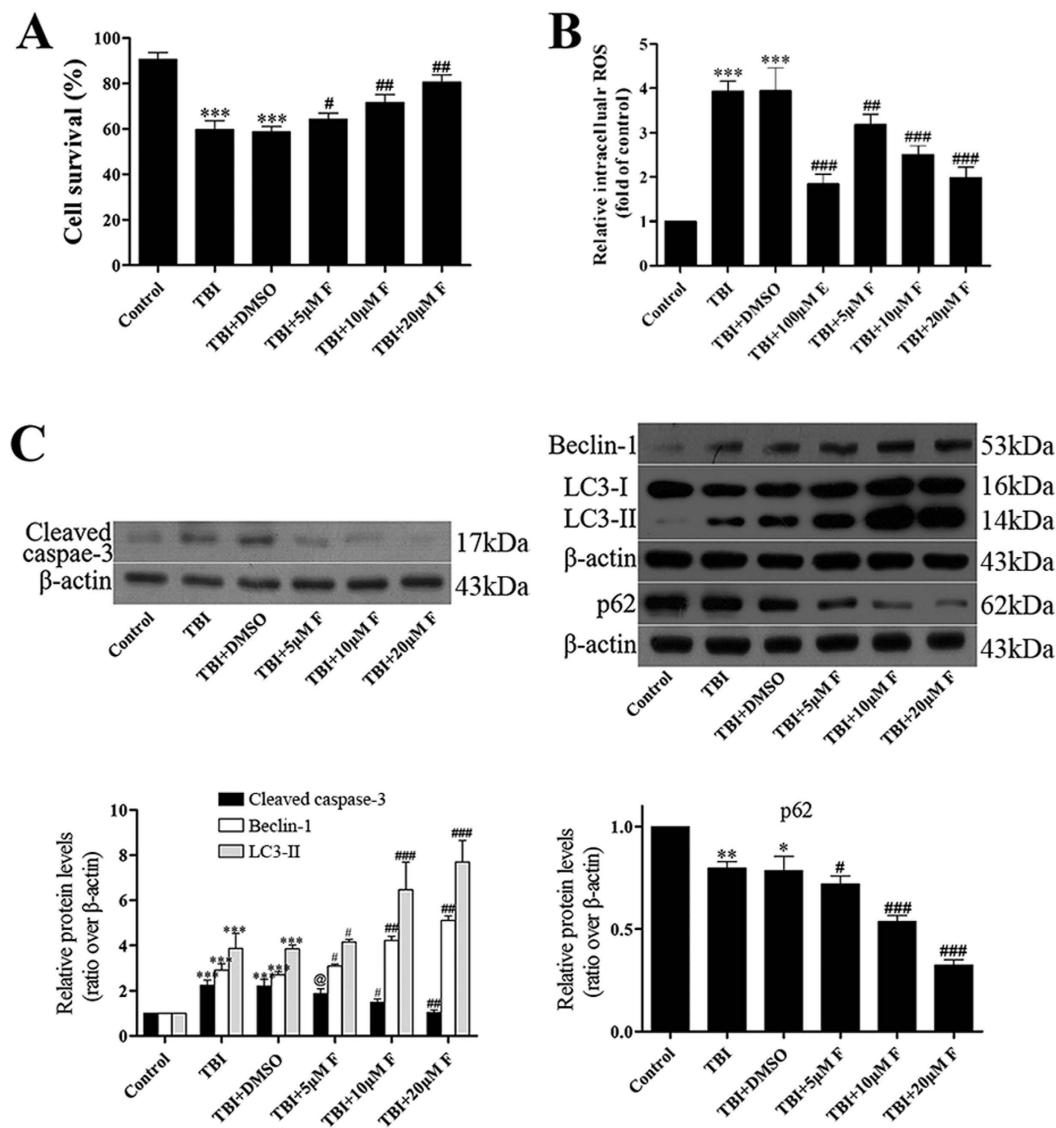 A
Cell survival (%)
100
80
60
40
20
0
***
***
#
##
##
Control
TBI
TBI+DMSO
TBI+5μM F
TBI+10μM F
TBI+20μM F
B
Relative intracellualr ROS
(fold of control)
5
4
3
2
1
0
***
***
###
##
###
###
Control
TBI
TBI+DMSO
TBI+100μM E
TBI+5μM F
TBI+10μM F
TBI+20μM F
C
Cleaved
caspae-3
17kDa
β-actin
43kDa
Control
TBI
TBI+DMSO
TBI+5μM F
TBI+10μM F
TBI+20μM F
Beclin-1
53kDa
LC3-I
16kDa
LC3-II
14kDa
β-actin
43kDa
p62
62kDa
β-actin
43kDa
Control
TBI
TBI+DMSO
TBI+5μM F
TBI+10μM F
TBI+20μM F
Relative protein levels
(ratio over β-actin)
10
8
6
4
2
0
Cleaved caspase-3
Beclin-1
LC3-II
***
***
***
***
***
***
@
#
#
#
##
###
##
##
###
Control
TBI
TBI+DMSO
TBI+5μM F
TBI+10μM F
TBI+20μM F
p62
Relative protein levels
(ratio over β-actin)
1.0
0.5
0.0
**
*
#
###
###
Control
TBI
TBI+DMSO
TBI+5μM F
TBI+10μM F
TBI+20μM F